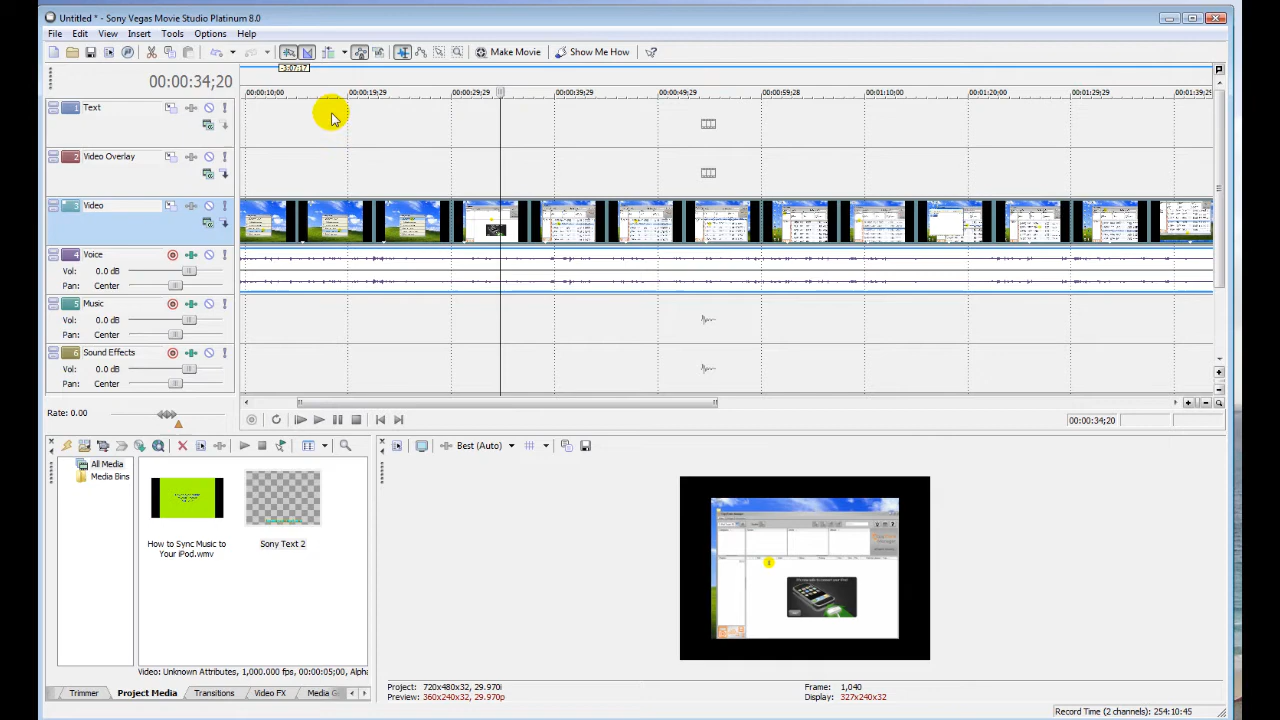 Untitled * - Sony Vegas Movie Studio Platinum 8.0
File Edit View Insert Tools Options Help
Make Movie Show Me How
-3:07;17
00:00:34;20
00:00:10;00 00:00:19;29 00:00:29;29 00:00:39;29 00:00:49;29 00:00:59;28 00:01:10;00 00:01:20;00 00:01:29;29 00:01:39;29
1 Text
2 Video Overlay
3 Video
4 Voice
Vol: 0.0 dB
Pan: Center
5 Music
Vol: 0.0 dB
Pan: Center
6 Sound Effects
Vol: 0.0 dB
Pan: Center
Rate: 0.00
00:00:34;20
Best (Auto)
All Media
Media Bins
How to Sync Music to
Your iPod.wmv
Sony Text 2
Video: Unknown Attributes, 1,000.000 fps, 00:00:05;00, Alpha
Trimmer Project Media Transitions Video FX Media G
Project: 720x480x32, 29.970i
Preview: 360x240x32, 29.970p
Frame: 1,040
Display: 327x240x32
Record Time (2 channels): 254:10:45